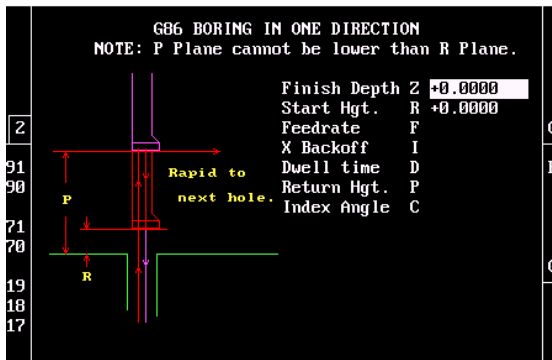 G86 BORING IN ONE DIRECTION
NOTE: P Plane cannot be lower than R Plane.
Finish Depth Z +0.0000
Start Hgt. R +0.0000
Feedrate F
X Backoff I
Dwell time D
Return Hgt. P
Index Angle C
Z
91
90
71
70
19
18
17
Rapid to
next hole.
P
R